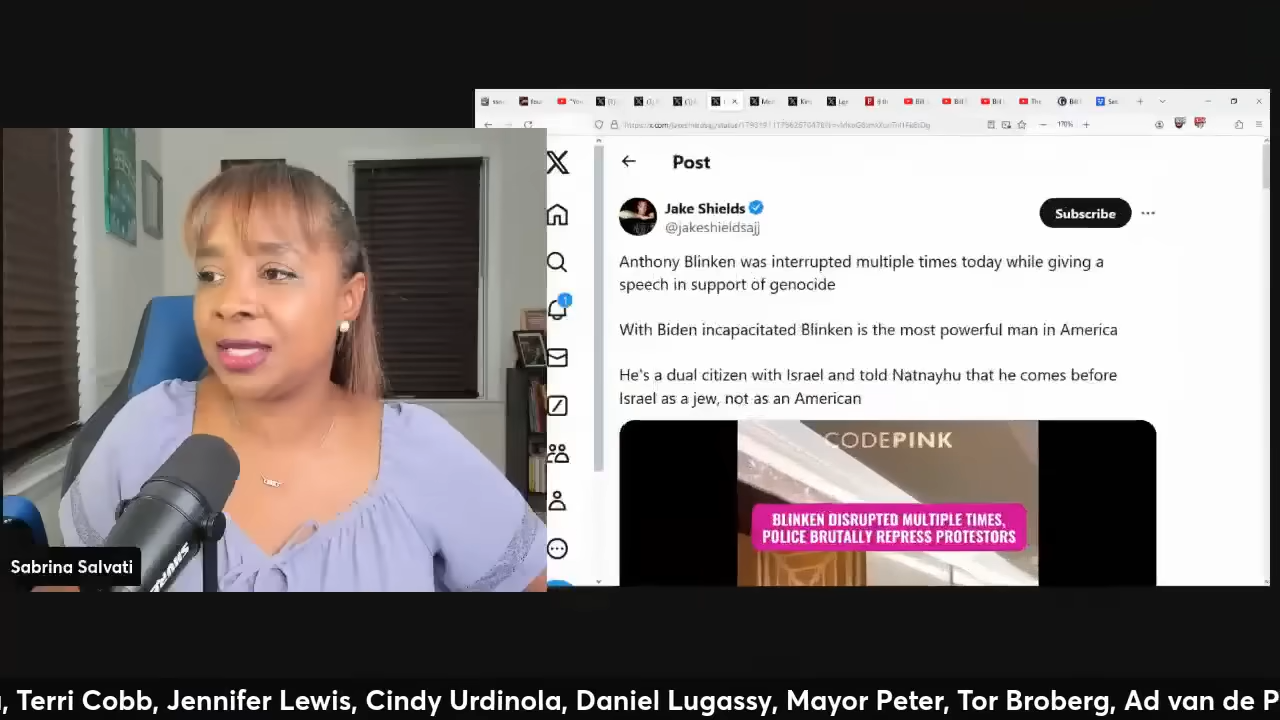 Post
Jake Shields
@jakeshieldsajj
Subscribe
Anthony Blinken was interrupted multiple times today while giving a
speech in support of genocide
With Biden incapacitated Blinken is the most powerful man in America
He's a dual citizen with Israel and told Natnayhu that he comes before
Israel as a jew, not as an American
CODEPINK
BLINKEN DISRUPTED MULTIPLE TIMES,
POLICE BRUTALLY REPRESS PROTESTORS
1
170%
SHURE
Sabrina Salvati
, Terri Cobb, Jennifer Lewis, Cindy Urdinola, Daniel Lugassy, Mayor Peter, Tor Broberg, Ad van de P